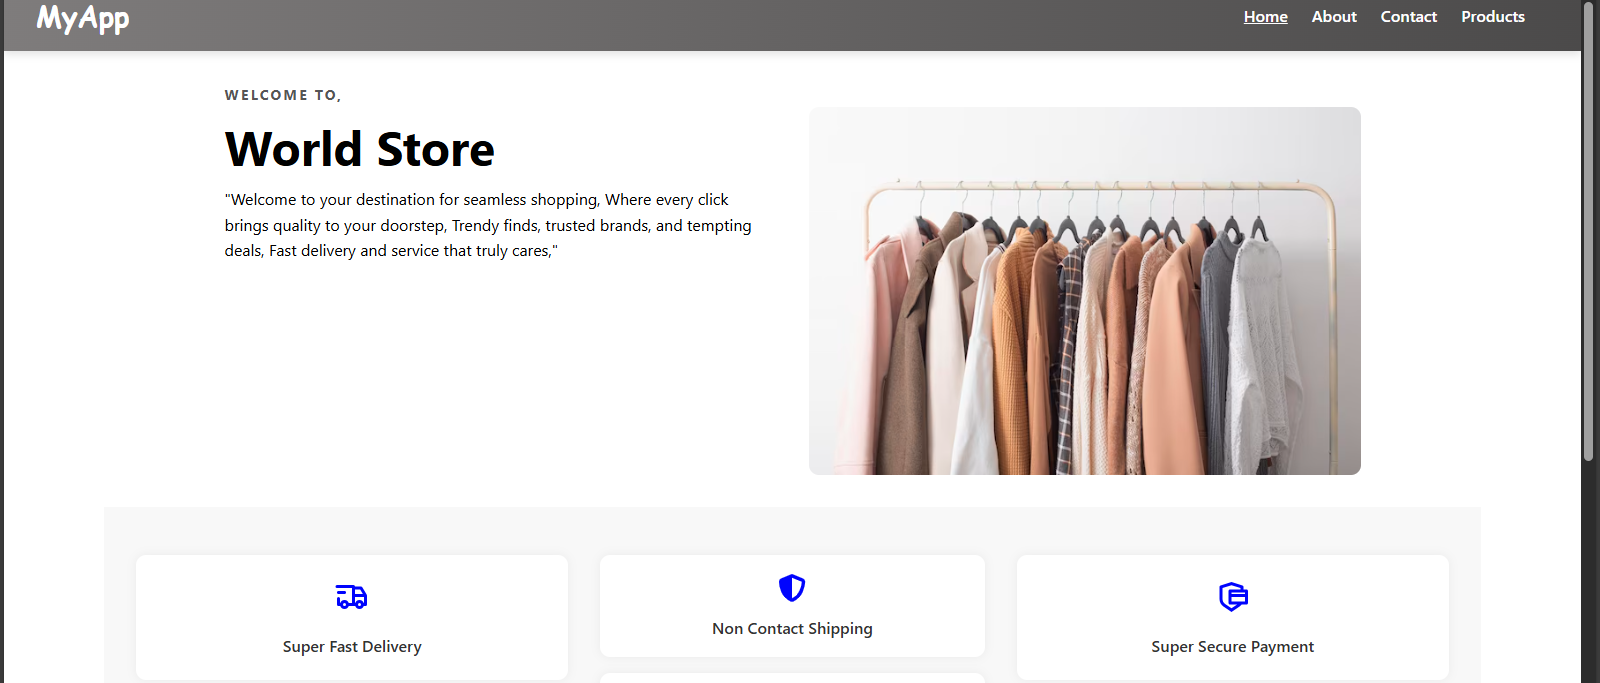 MyApp
Home About Contact Products
WELCOME TO,
World Store
"Welcome to your destination for seamless shopping, Where every click
brings quality to your doorstep, Trendy finds, trusted brands, and tempting
deals, Fast delivery and service that truly cares,"
Super Fast Delivery
Non Contact Shipping
Super Secure Payment